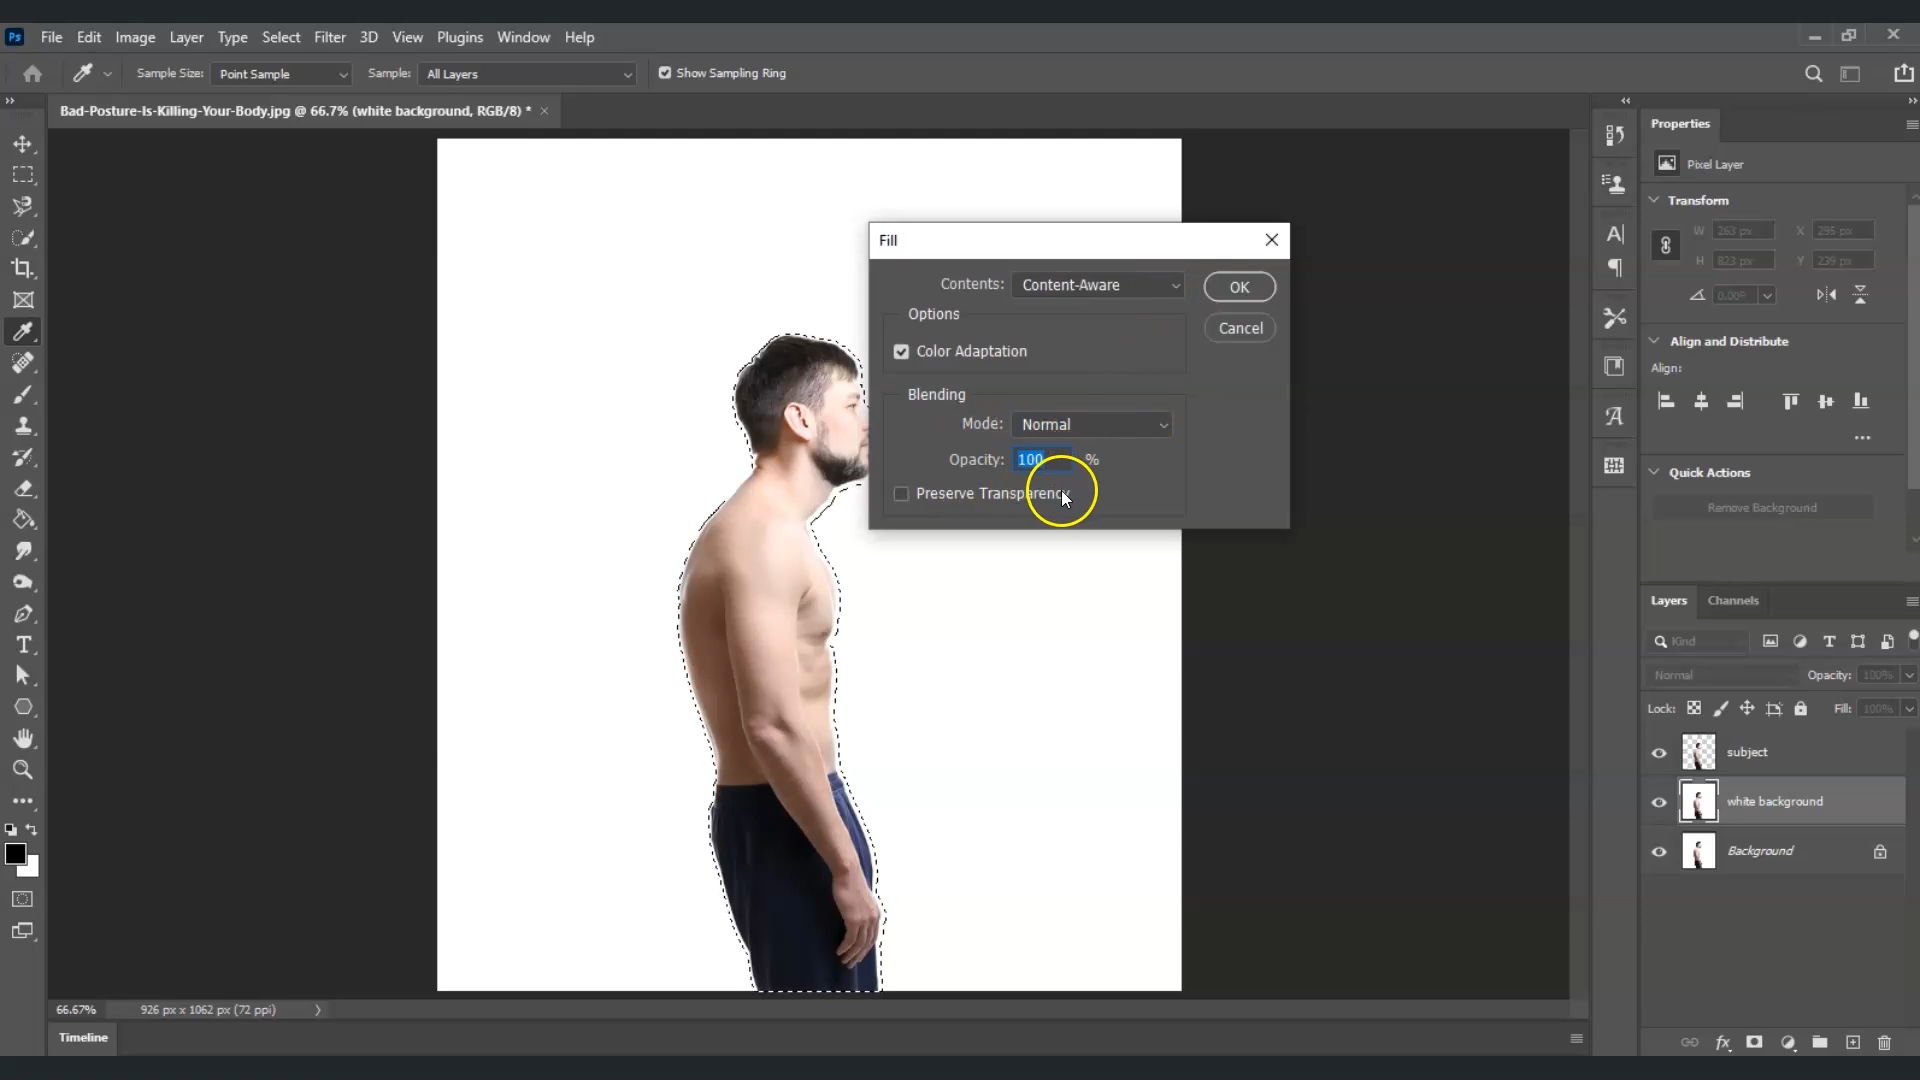 Ps File Edit Image Layer Type Select Filter 3D View Plugins Window Help
Sample Size: Point Sample Sample: All Layers Show Sampling Ring
Bad-Posture-Is-Killing-Your-Body.jpg @ 66.7% (white background, RGB/8) *
Fill
Contents: Content-Aware
OK
Options
Cancel
Color Adaptation
Blending
Mode: Normal
Opacity: 100 %
Preserve Transparency
Properties
Pixel Layer
Transform
W 263 px X 295 px
H 823 px Y 239 px
0.00°
Align and Distribute
Align:
Quick Actions
Remove Background
Layers Channels
Kind
Normal Opacity: 100%
Lock: Fill: 100%
subject
white background
Background
66.67% 926 px x 1062 px (72 ppi)
Timeline